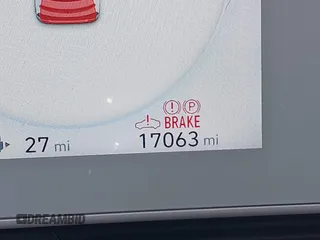 (!) (P)
BRAKE
27 mi 17063 mi
DREAMBID